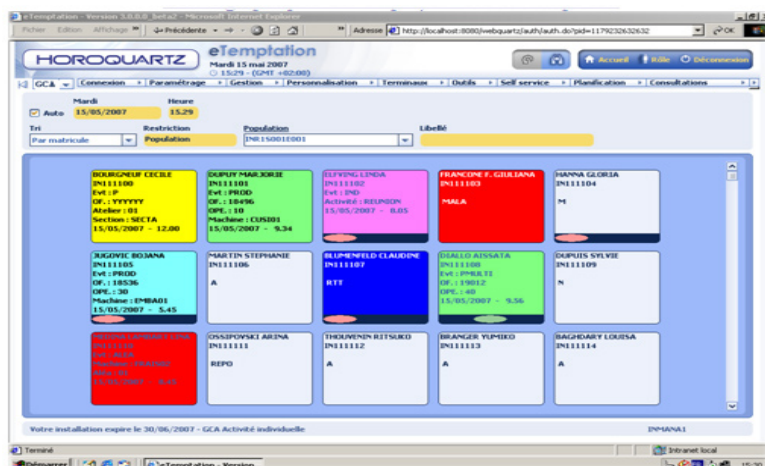 eTemptation - Version 3.0.0.0_beta2 - Microsoft Internet Explorer
Fichier Edition Affichage Précédente Adresse http://localhost:8080/webquartz/auth/auth.do?pid=1179232632632 OK
HOROQUARTZ
eTemptation
Mardi 15 mai 2007
15:29 - (GMT +02:00)
Accueil Rôle Déconnexion
GCA Connexion Paramétrage Gestion Personnalisation Terminaux Outils Self service Planification Consultations
Mardi Heure
Auto 15/05/2007 15.29
Tri Restriction Population Libellé
Par matricule Population INR1S001E001
BOURGNEUF CECILE
IN111100
Evt : P
OF. : YYYYYY
Atelier : 01
Section : SECTA
15/05/2007 - 12.00
DUPUY MARJORIE
IN111101
Evt : PROD
OF. : 18496
OPE. : 10
Machine : CUSI01
15/05/2007 - 9.34
ELFVING LINDA
IN111102
Evt : IND
Activité : REUNION
15/05/2007 - 8.05
FRANCONE F. GIULIANA
IN111103
MALA
HANNA GLORIA
IN111104
M
JUGOVIC BOJANA
IN111105
Evt : PROD
OF. : 18536
OPE. : 30
Machine : EMBA01
15/05/2007 - 5.45
MARTIN STEPHANIE
IN111106
A
BLUMENFELD CLAUDINE
IN111107
RTT
DIALLO AISSATA
IN111108
Evt : PMULTI
OF. : 19012
OPE. : 40
15/05/2007 - 9.56
DUPUIS SYLVIE
IN111109
N
IN111110
OSSIPOVSKI ARINA
IN111111
REPO
THOUVENIN RITSUKO
IN111112
A
BRANGER YUMIKO
IN111113
A
BAGHDARY LOUISA
IN111114
A
Votre installation expire le 30/06/2007 - GCA Activité individuelle INMANA1
Terminé Intranet local
Démarrer eTemptation - Version 15:30